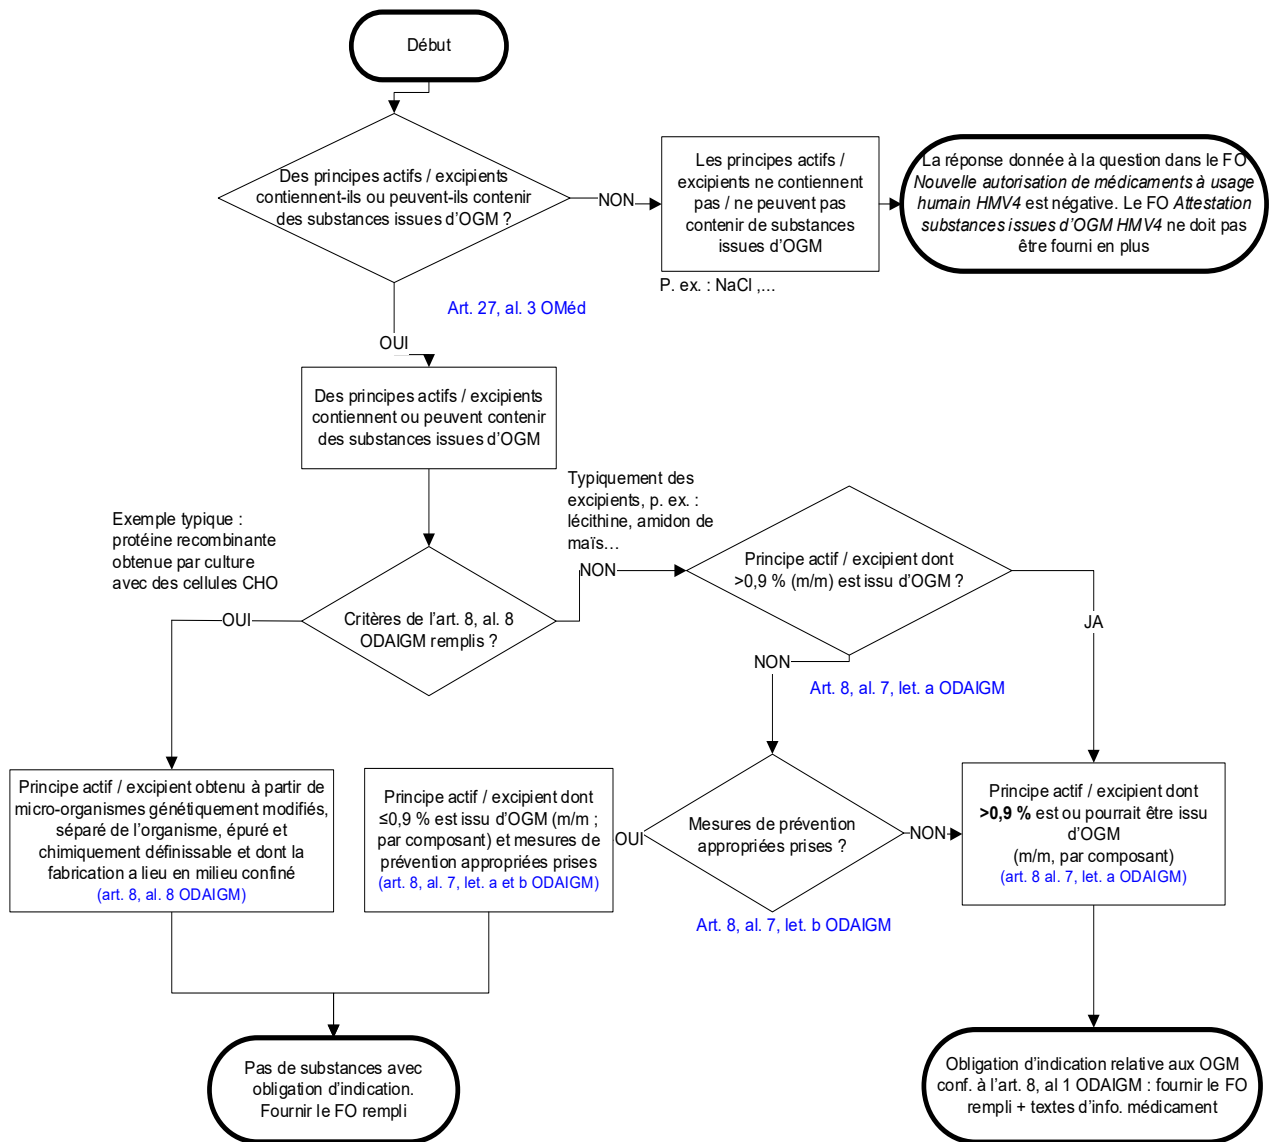 Début
Des principes actifs / excipients
contiennent-ils ou peuvent-ils contenir
des substances issues d'OGM ?
NON
Les principes actifs /
excipients ne contiennent
pas / ne peuvent pas
contenir de substances
issues d'OGM
La réponse donnée à la question dans le FO
Nouvelle autorisation de médicaments à usage
humain HMV4 est négative. Le FO Attestation
substances issues d'OGM HMV4 ne doit pas
être fourni en plus
P. ex. : NaCl ,...
Art. 27, al. 3 OMéd
OUI
Des principes actifs / excipients
contiennent ou peuvent contenir
des substances issues d'OGM
Typiquement des
excipients, p. ex. :
lécithine, amidon de
maïs…
Exemple typique :
protéine recombinante
obtenue par culture
avec des cellules CHO
NON
Principe actif / excipient dont
>0,9 % (m/m) est issu d'OGM ?
OUI
Critères de l'art. 8, al. 8
ODAIGM remplis ?
JA
NON
Art. 8, al. 7, let. a ODAIGM
Principe actif / excipient obtenu à partir de
micro-organismes génétiquement modifiés,
séparé de l'organisme, épuré et
chimiquement définissable et dont la
fabrication a lieu en milieu confiné
(art. 8, al. 8 ODAIGM)
Principe actif / excipient dont
≤0,9 % est issu d'OGM (m/m ;
par composant) et mesures de
prévention appropriées prises
(art. 8, al. 7, let. a et b ODAIGM)
OUI
Mesures de prévention
appropriées prises ?
NON
Principe actif / excipient dont
>0,9 % est ou pourrait être issu
d'OGM
(m/m, par composant)
(art. 8 al. 7, let. a ODAIGM)
Art. 8, al. 7, let. b ODAIGM
Pas de substances avec
obligation d'indication.
Fournir le FO rempli
Obligation d'indication relative aux OGM
conf. à l'art. 8, al 1 ODAIGM : fournir le FO
rempli + textes d'info. médicament